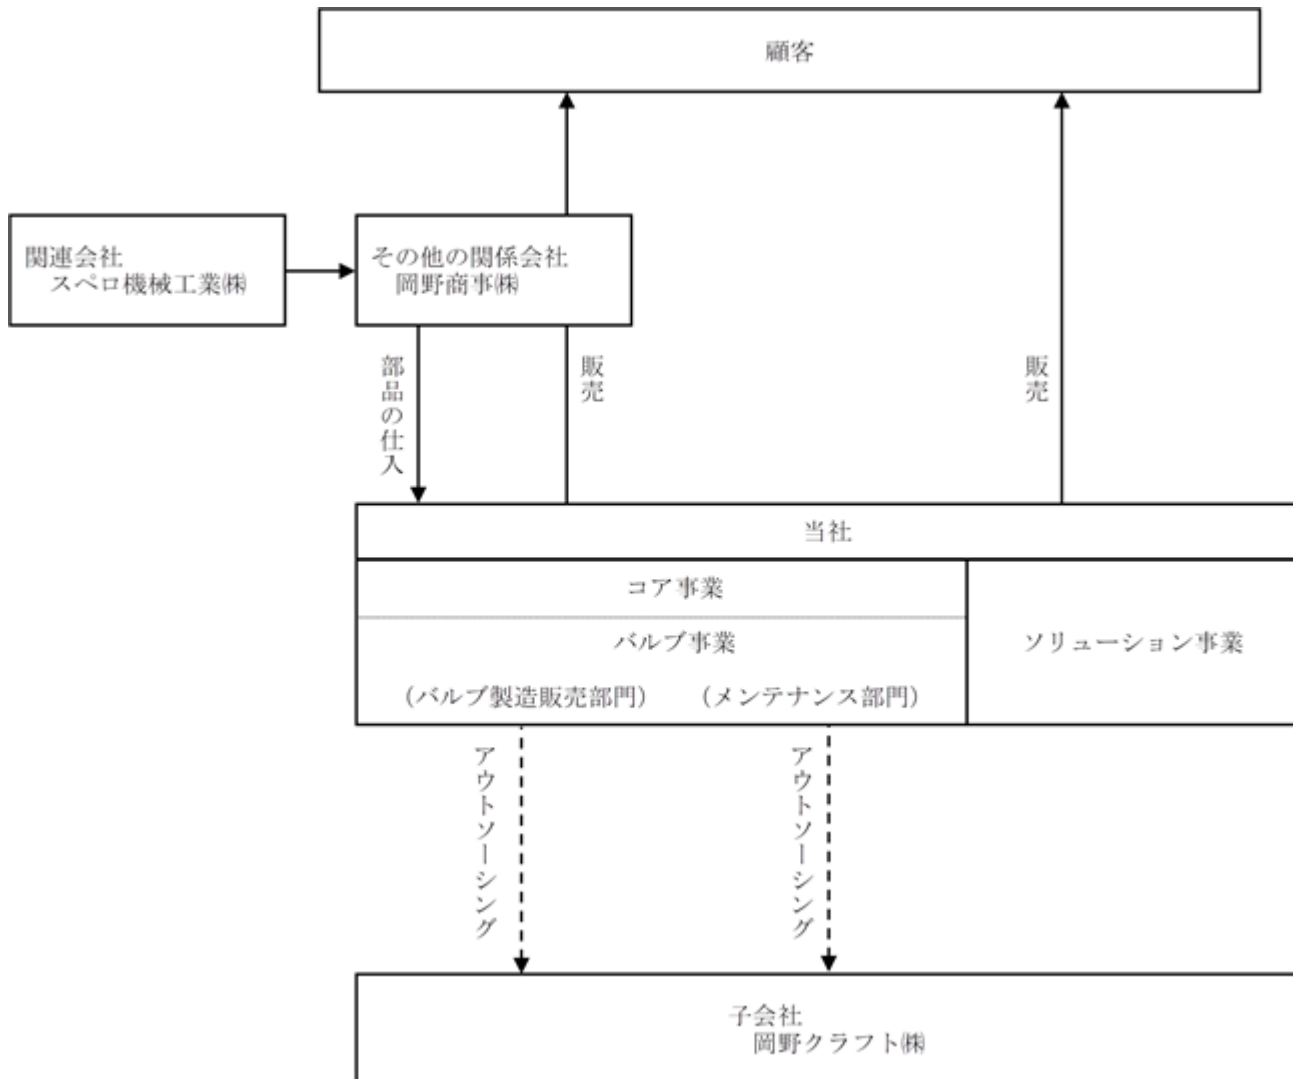 顧客
関連会社
スペロ機械工業㈱
その他の関係会社
岡野商事㈱
部品の仕入
販売
販売
当社
コア事業
バルブ事業
（バルブ製造販売部門）
（メンテナンス部門）
ソリューション事業
アウトソーシング
アウトソーシング
子会社
岡野クラフト㈱